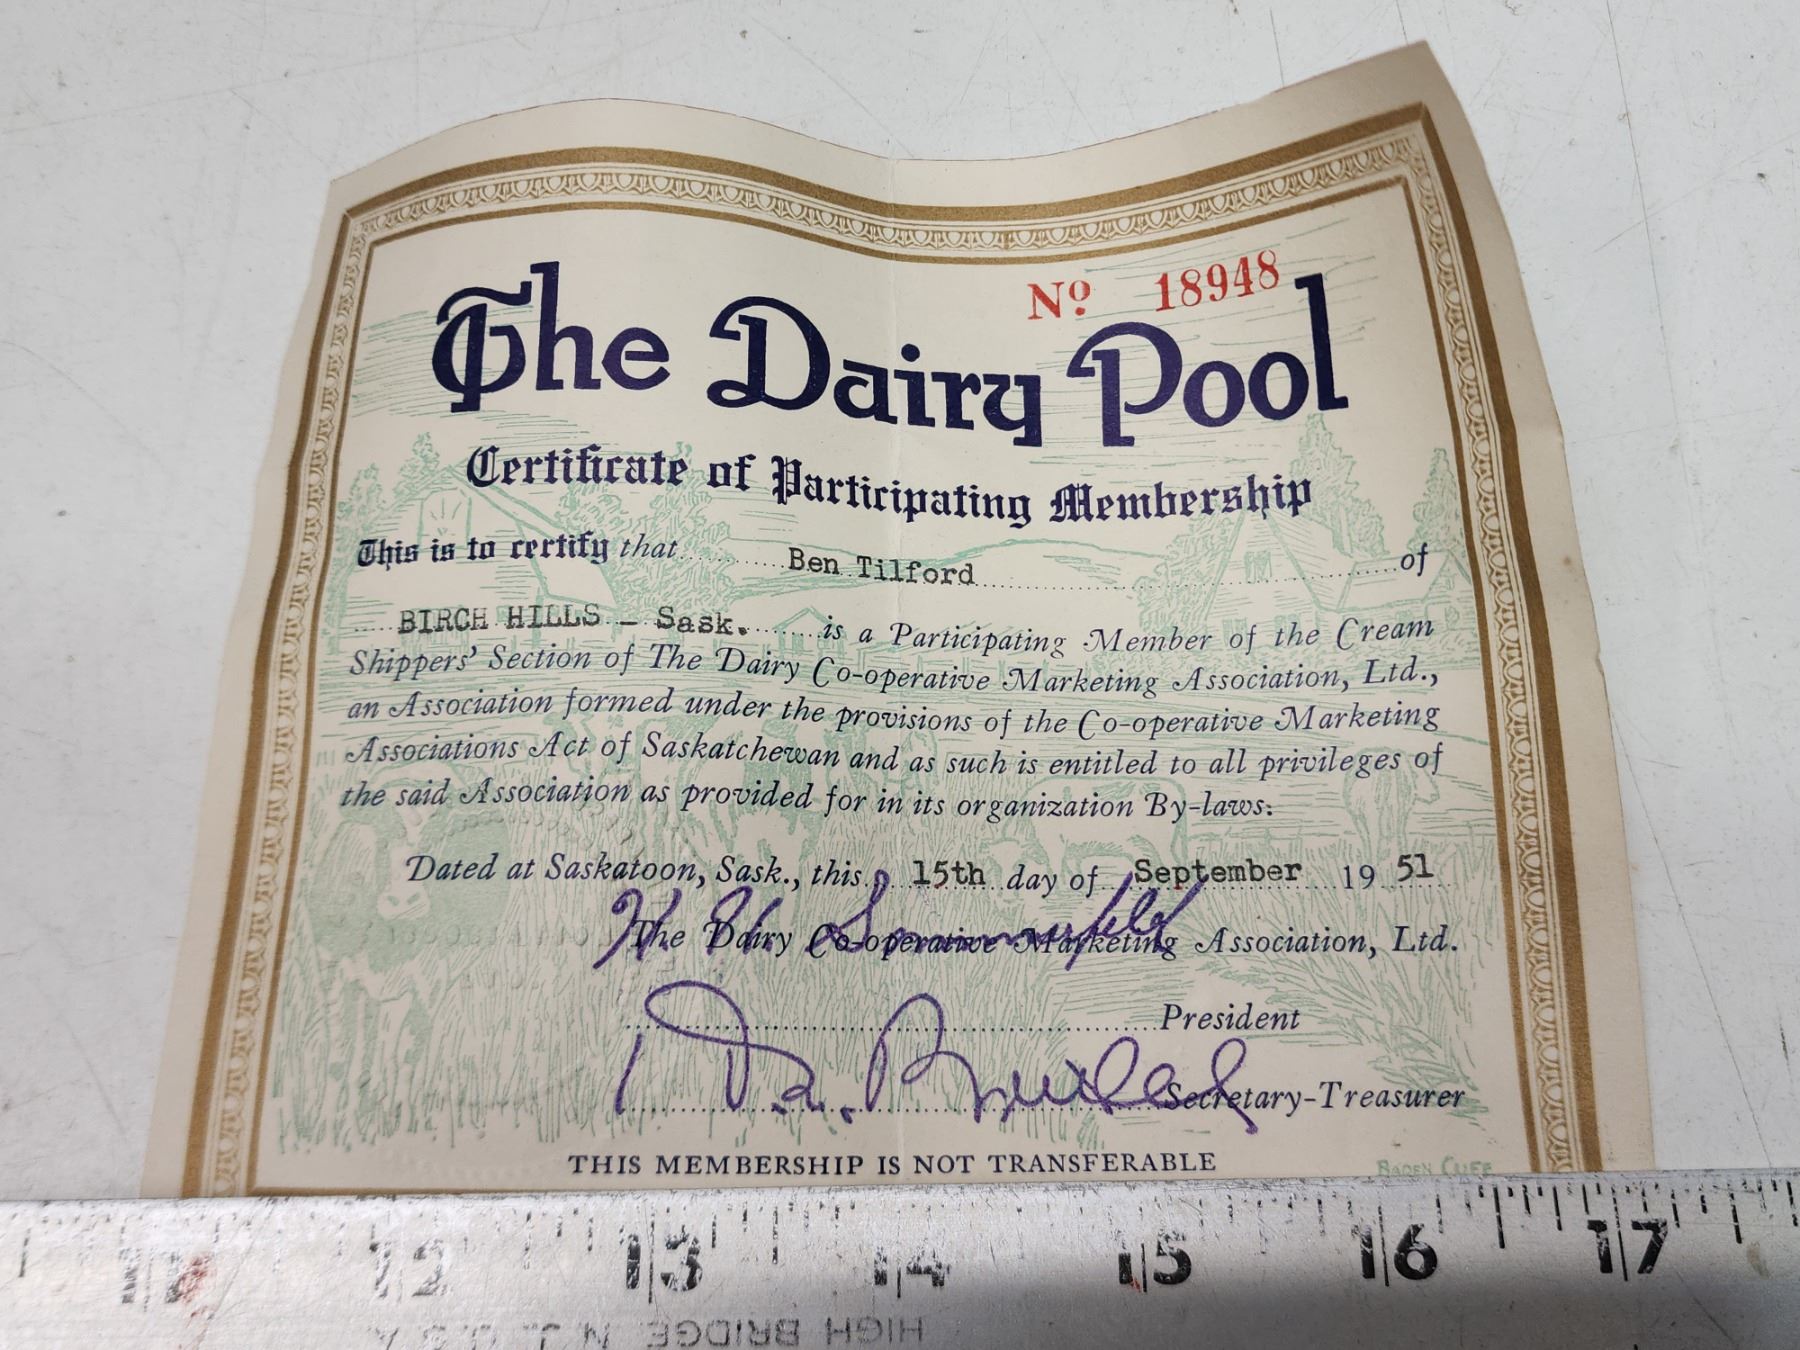 Nº 18948
The Dairy Pool
Certificate of Participating Membership
This is to certify that Ben Tilford of
BIRCH HILLS - Sask. is a Participating Member of the Cream
Shippers' Section of The Dairy Co-operative Marketing Association, Ltd.,
an Association formed under the provisions of the Co-operative Marketing
Associations Act of Saskatchewan and as such is entitled to all privileges of
the said Association as provided for in its organization By-laws.
Dated at Saskatoon, Sask., this 15th day of September 19 51
The Dairy Co-operative Marketing Association, Ltd.
President
Secretary-Treasurer
THIS MEMBERSHIP IS NOT TRANSFERABLE
11 12 13 14 15 16 17
HIGH BRIDGE N.J. U.S.A.